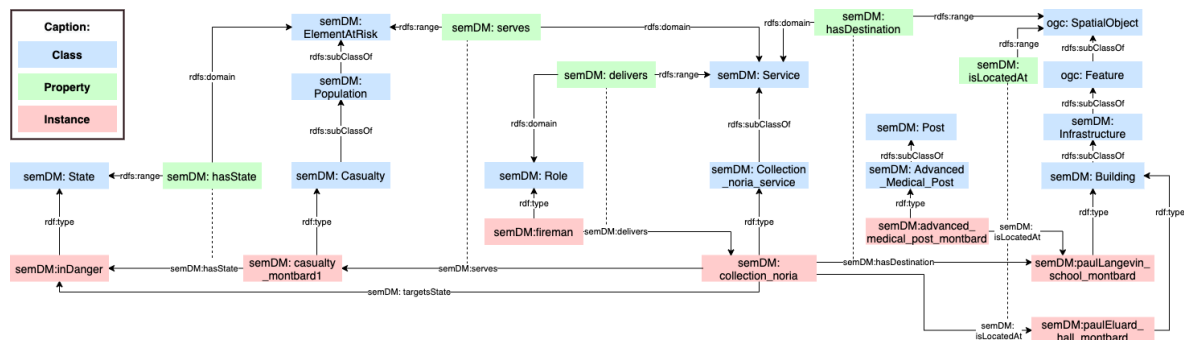 Caption:
Class
Property
Instance
semDM:
ElementAtRisk
rdfs:range
semDM: serves
rdfs:domain
rdfs:domain
semDM:
hasDestination
rdfs:range
ogc: SpatialObject
rdfs:range
rdfs:subClassOf
rdfs:domain
semDM:
Population
semDM: delivers
rdfs:range
semDM: Service
semDM:
isLocatedAt
ogc: Feature
rdfs:subClassOf
rdfs:subClassOf
rdfs:domain
rdfs:subClassOf
semDM: Post
semDM:
Infrastructure
rdfs:subClassOf
rdfs:subClassOf
semDM: State
rdfs:range
semDM: hasState
semDM: Casualty
semDM: Role
semDM: Collection
_noria_service
semDM: Advanced
_Medical_Post
semDM: Building
rdf:type
rdf:type
rdf:type
rdf:type
rdf:type
rdf:type
rdf:type
semDM:fireman
semDM:delivers
semDM:advanced_
medical_post_montbard
semDM:
isLocatedAt
semDM:inDanger
semDM:hasState
semDM: casualty
_montbard1
semDM:serves
semDM:
collection_noria
semDM:hasDestination
semDM:paulLangevin_
school_montbard
semDM: targetsState
semDM:
isLocatedAt
semDM:paulEluard_
hall_montbard